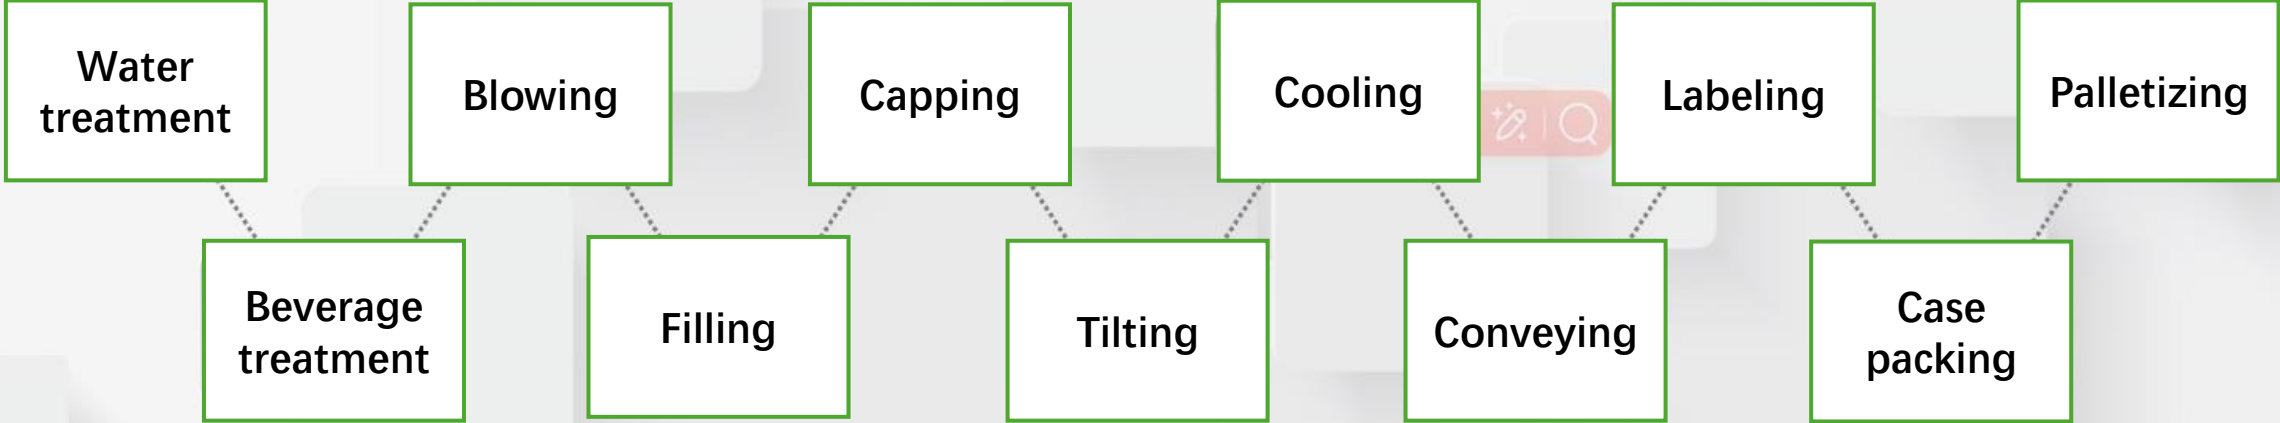 Water
treatment
Beverage
treatment
Blowing
Filling
Capping
Tilting
Cooling
Conveying
Labeling
Case
packing
Palletizing